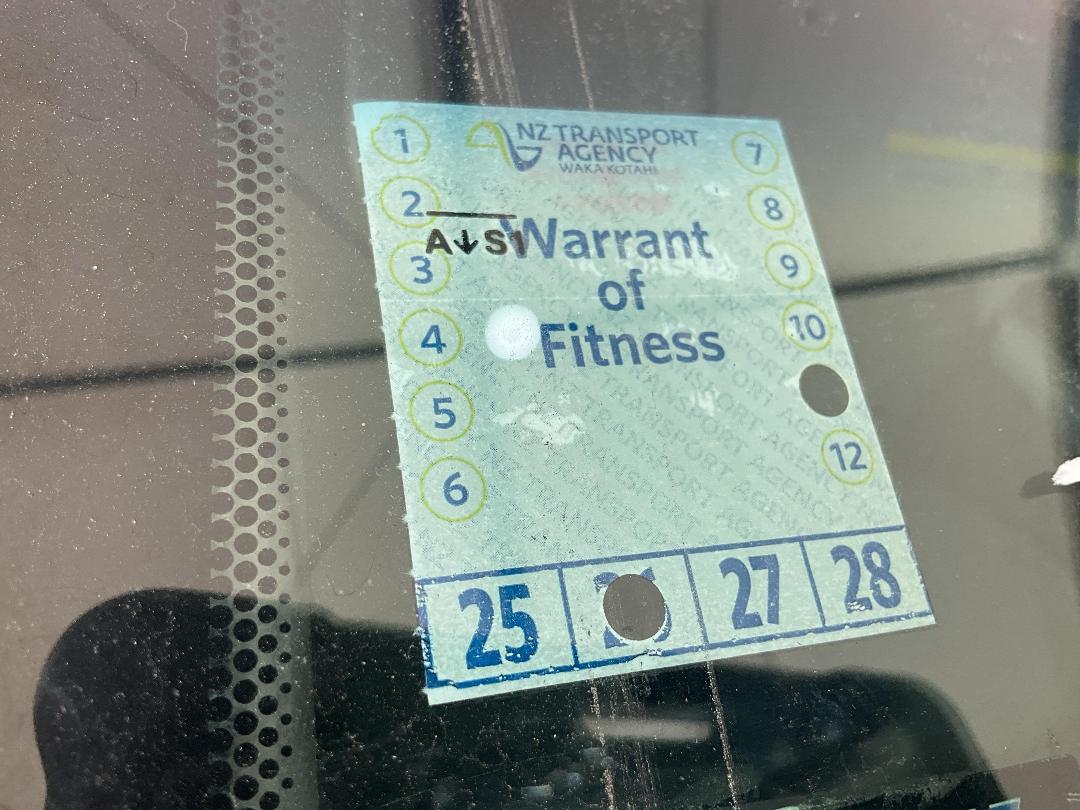 NZ TRANSPORT
AGENCY
WAKA KOTAHI
1
2
3
4
5
6
A↓S1
Warrant
of
Fitness
7
8
9
10
12
25
27
28